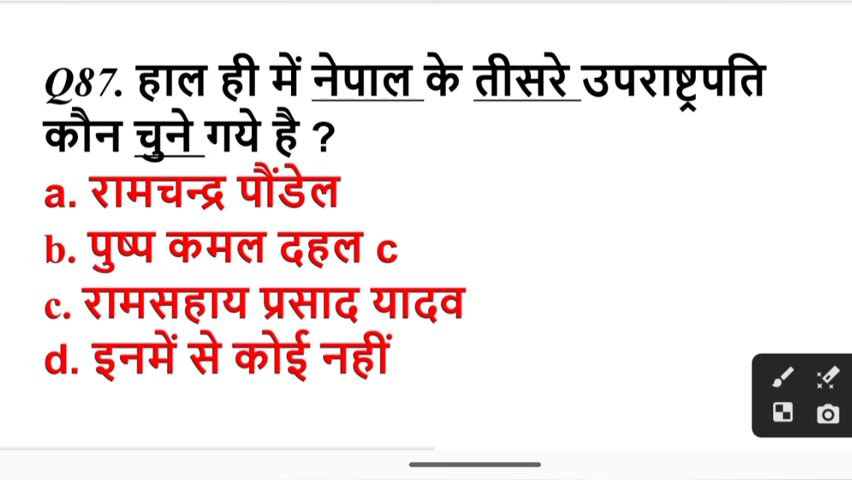 Q87. हाल ही में नेपाल के तीसरे उपराष्ट्रपति
कौन चुने गये है ?
a. रामचन्द्र पौंडेल
b. पुष्प कमल दहल c
c. रामसहाय प्रसाद यादव
d. इनमें से कोई नहीं